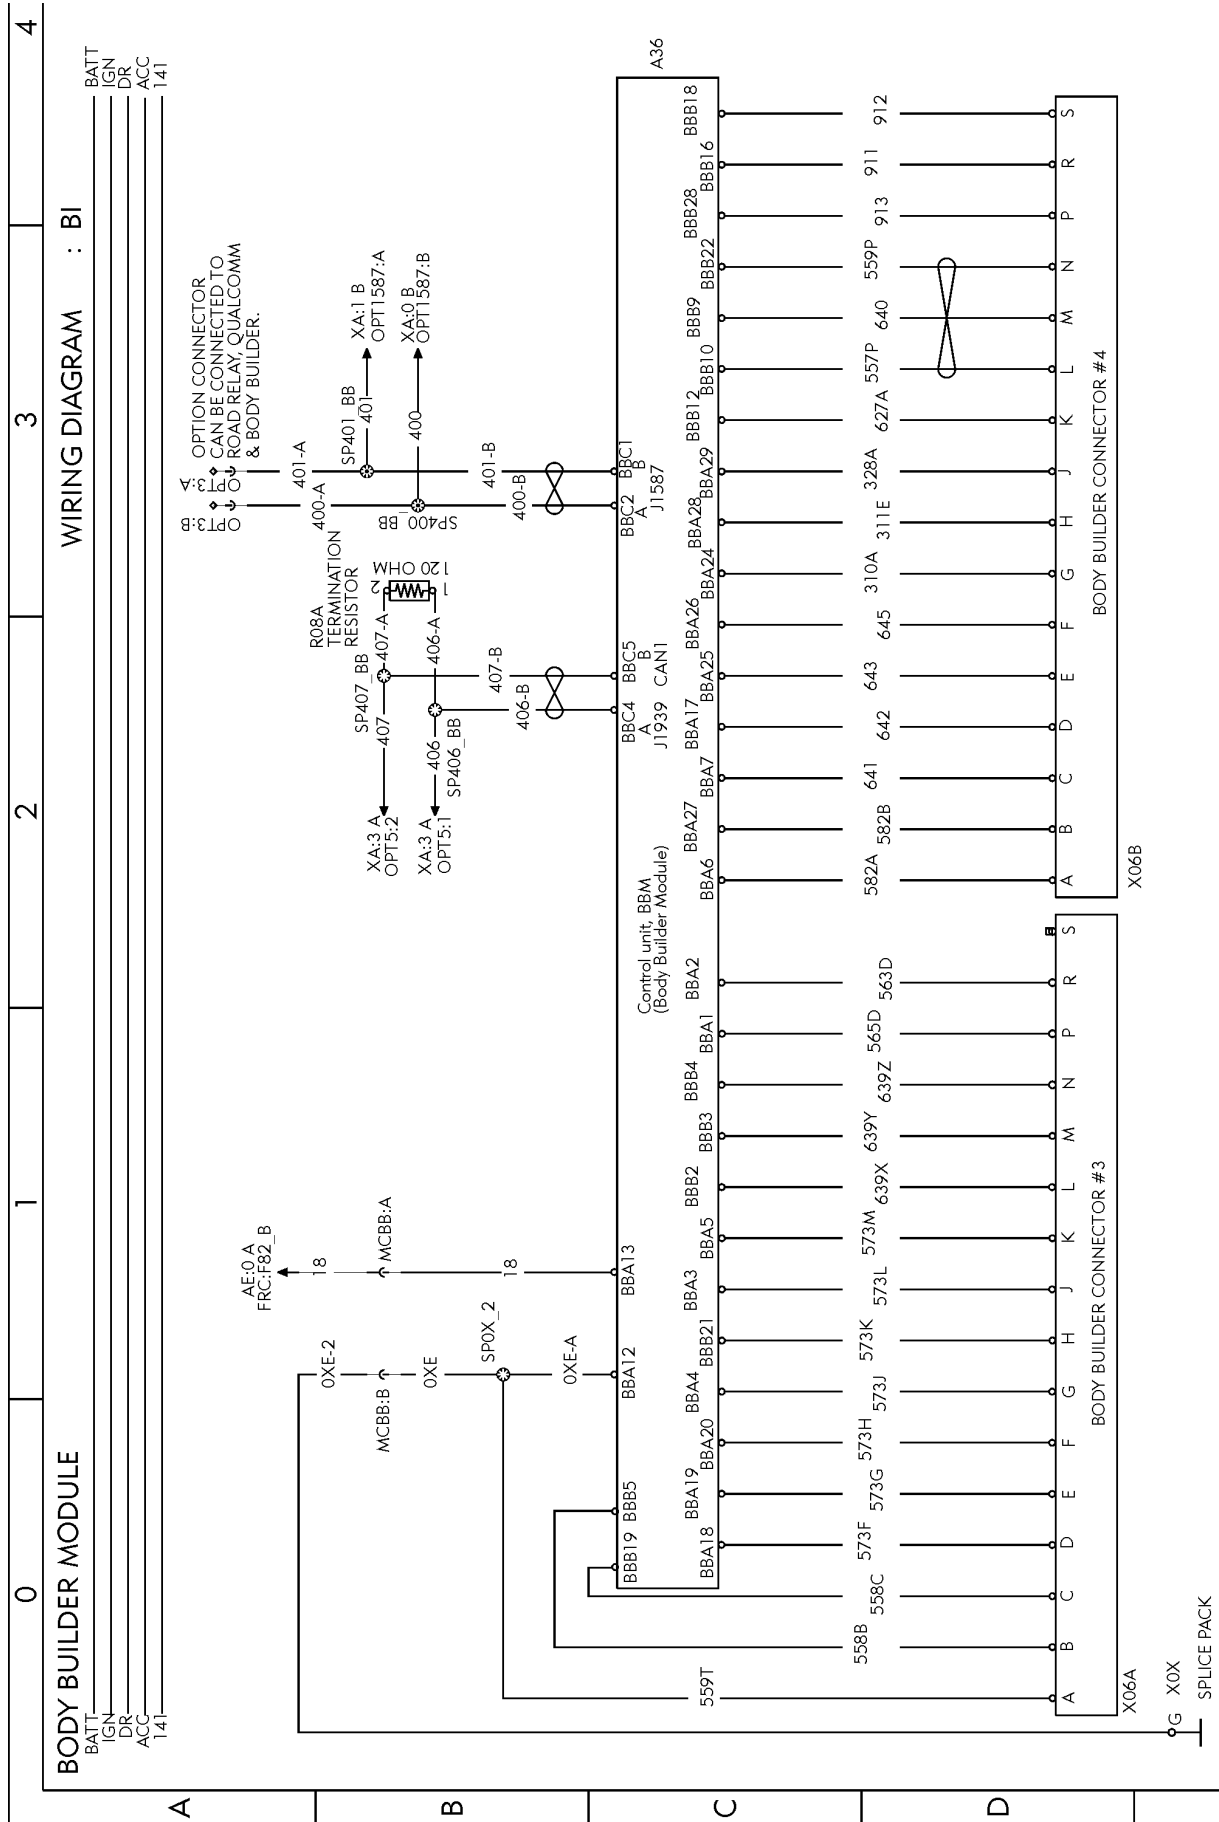 0
1
2
3
4
A
B
C
D
BODY BUILDER MODULE
WIRING DIAGRAM : BI
BATT
BATT
IGN
IGN
DR
DR
ACC
ACC
141
141
OPTION CONNECTOR
CAN BE CONNECTED TO
ROAD RELAY, QUALCOMM
& BODY BUILDER.
OPT3:A
OPT3:B
401-A
400-A
SP401_BB
401
XA:1 B
OPT1587:A
SP400_BB
400
XA:0 B
OPT1587:B
401-B
400-B
R08A
TERMINATION
RESISTOR
120 OHM
2
1
407-A
406-A
SP407_BB
407
XA:3 A
OPT5:2
SP406_BB
406
XA:3 A
OPT5:1
407-B
406-B
AE:0 A
FRC:F82_B
18
MCBB:A
18
0XE-2
MCBB:B
0XE
SP0X_2
0XE-A
A36
BBB19
BBB5
BBA12
BBA13
BBC4
A
J1939
BBC5
B
CAN1
BBC2
A
J1587
BBC1
B
Control unit, BBM
(Body Builder Module)
BBA18
BBA19
BBA20
BBA4
BBB21
BBA3
BBA5
BBB2
BBB3
BBB4
BBA1
BBA2
BBA6
BBA27
BBA7
BBA17
BBA25
BBA26
BBA24
BBA28
BBA29
BBB12
BBB10
BBB9
BBB22
BBB28
BBB16
BBB18
559T
558B
558C
573F
573G
573H
573J
573K
573L
573M
639X
639Y
639Z
565D
563D
582A
582B
641
642
643
645
310A
311E
328A
627A
557P
640
559P
913
911
912
A
B
C
D
E
F
G
H
J
K
L
M
N
P
R
S
A
B
C
D
E
F
G
H
J
K
L
M
N
P
R
S
BODY BUILDER CONNECTOR #3
BODY BUILDER CONNECTOR #4
X06A
X06B
G
X0X
SPLICE PACK